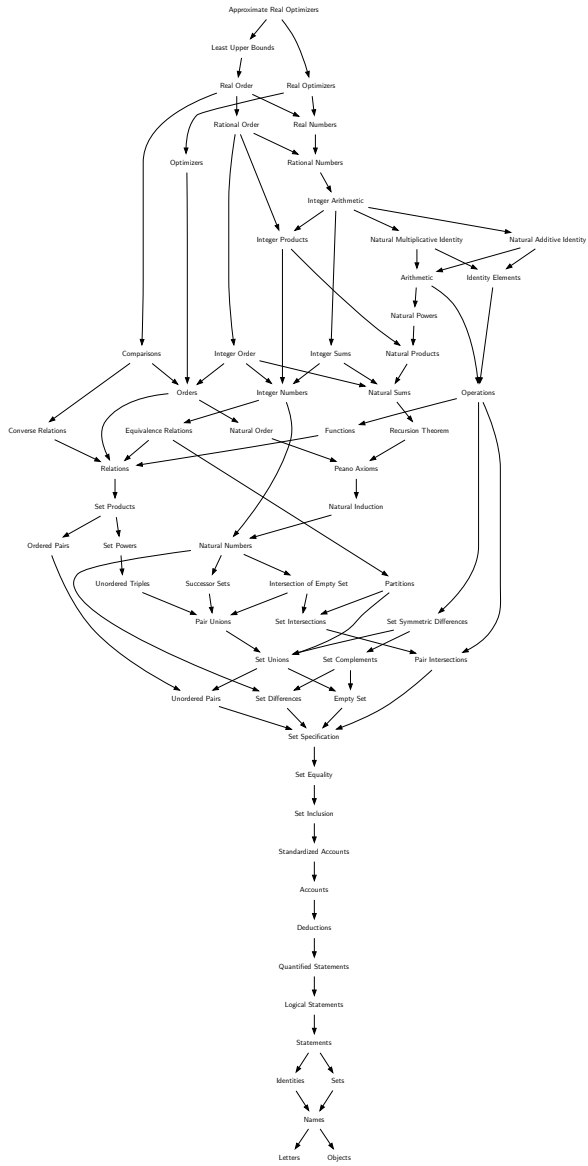 Approximate Real Optimizers
Least Upper Bounds
Real Order
Real Optimizers
Rational Order
Real Numbers
Optimizers
Rational Numbers
Integer Arithmetic
Integer Products
Natural Multiplicative Identity
Natural Additive Identity
Arithmetic
Identity Elements
Natural Powers
Comparisons
Integer Order
Integer Sums
Natural Products
Orders
Integer Numbers
Natural Sums
Operations
Converse Relations
Equivalence Relations
Natural Order
Functions
Recursion Theorem
Relations
Peano Axioms
Set Products
Natural Induction
Ordered Pairs
Set Powers
Natural Numbers
Unordered Triples
Successor Sets
Intersection of Empty Set
Partitions
Pair Unions
Set Intersections
Set Symmetric Differences
Set Unions
Set Complements
Pair Intersections
Unordered Pairs
Set Differences
Empty Set
Set Specification
Set Equality
Set Inclusion
Standardized Accounts
Accounts
Deductions
Quantified Statements
Logical Statements
Statements
Identities
Sets
Names
Letters
Objects